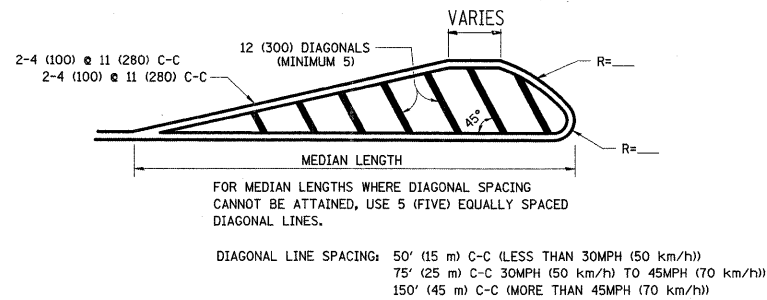 VARIES
12 (300) DIAGONALS
(MINIMUM 5)
2-4 (100) @ 11 (280) C-C
2-4 (100) @ 11 (280) C-C
R=___
45°
R=___
MEDIAN LENGTH
FOR MEDIAN LENGTHS WHERE DIAGONAL SPACING
CANNOT BE ATTAINED, USE 5 (FIVE) EQUALLY SPACED
DIAGONAL LINES.
DIAGONAL LINE SPACING: 50' (15 m) C-C (LESS THAN 30MPH (50 km/h))
75' (25 m) C-C 30MPH (50 km/h) TO 45MPH (70 km/h))
150' (45 m) C-C (MORE THAN 45MPH (70 km/h))